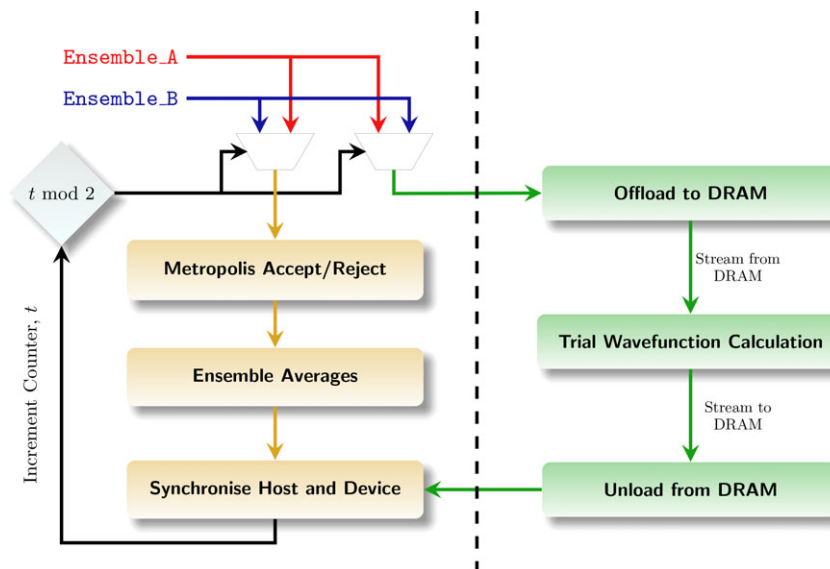 Ensemble_A
Ensemble_B
t mod 2
Offload to DRAM
Metropolis Accept/Reject
Stream from
DRAM
Increment Counter, t
Trial Wavefunction Calculation
Ensemble Averages
Stream to
DRAM
Synchronise Host and Device
Unload from DRAM